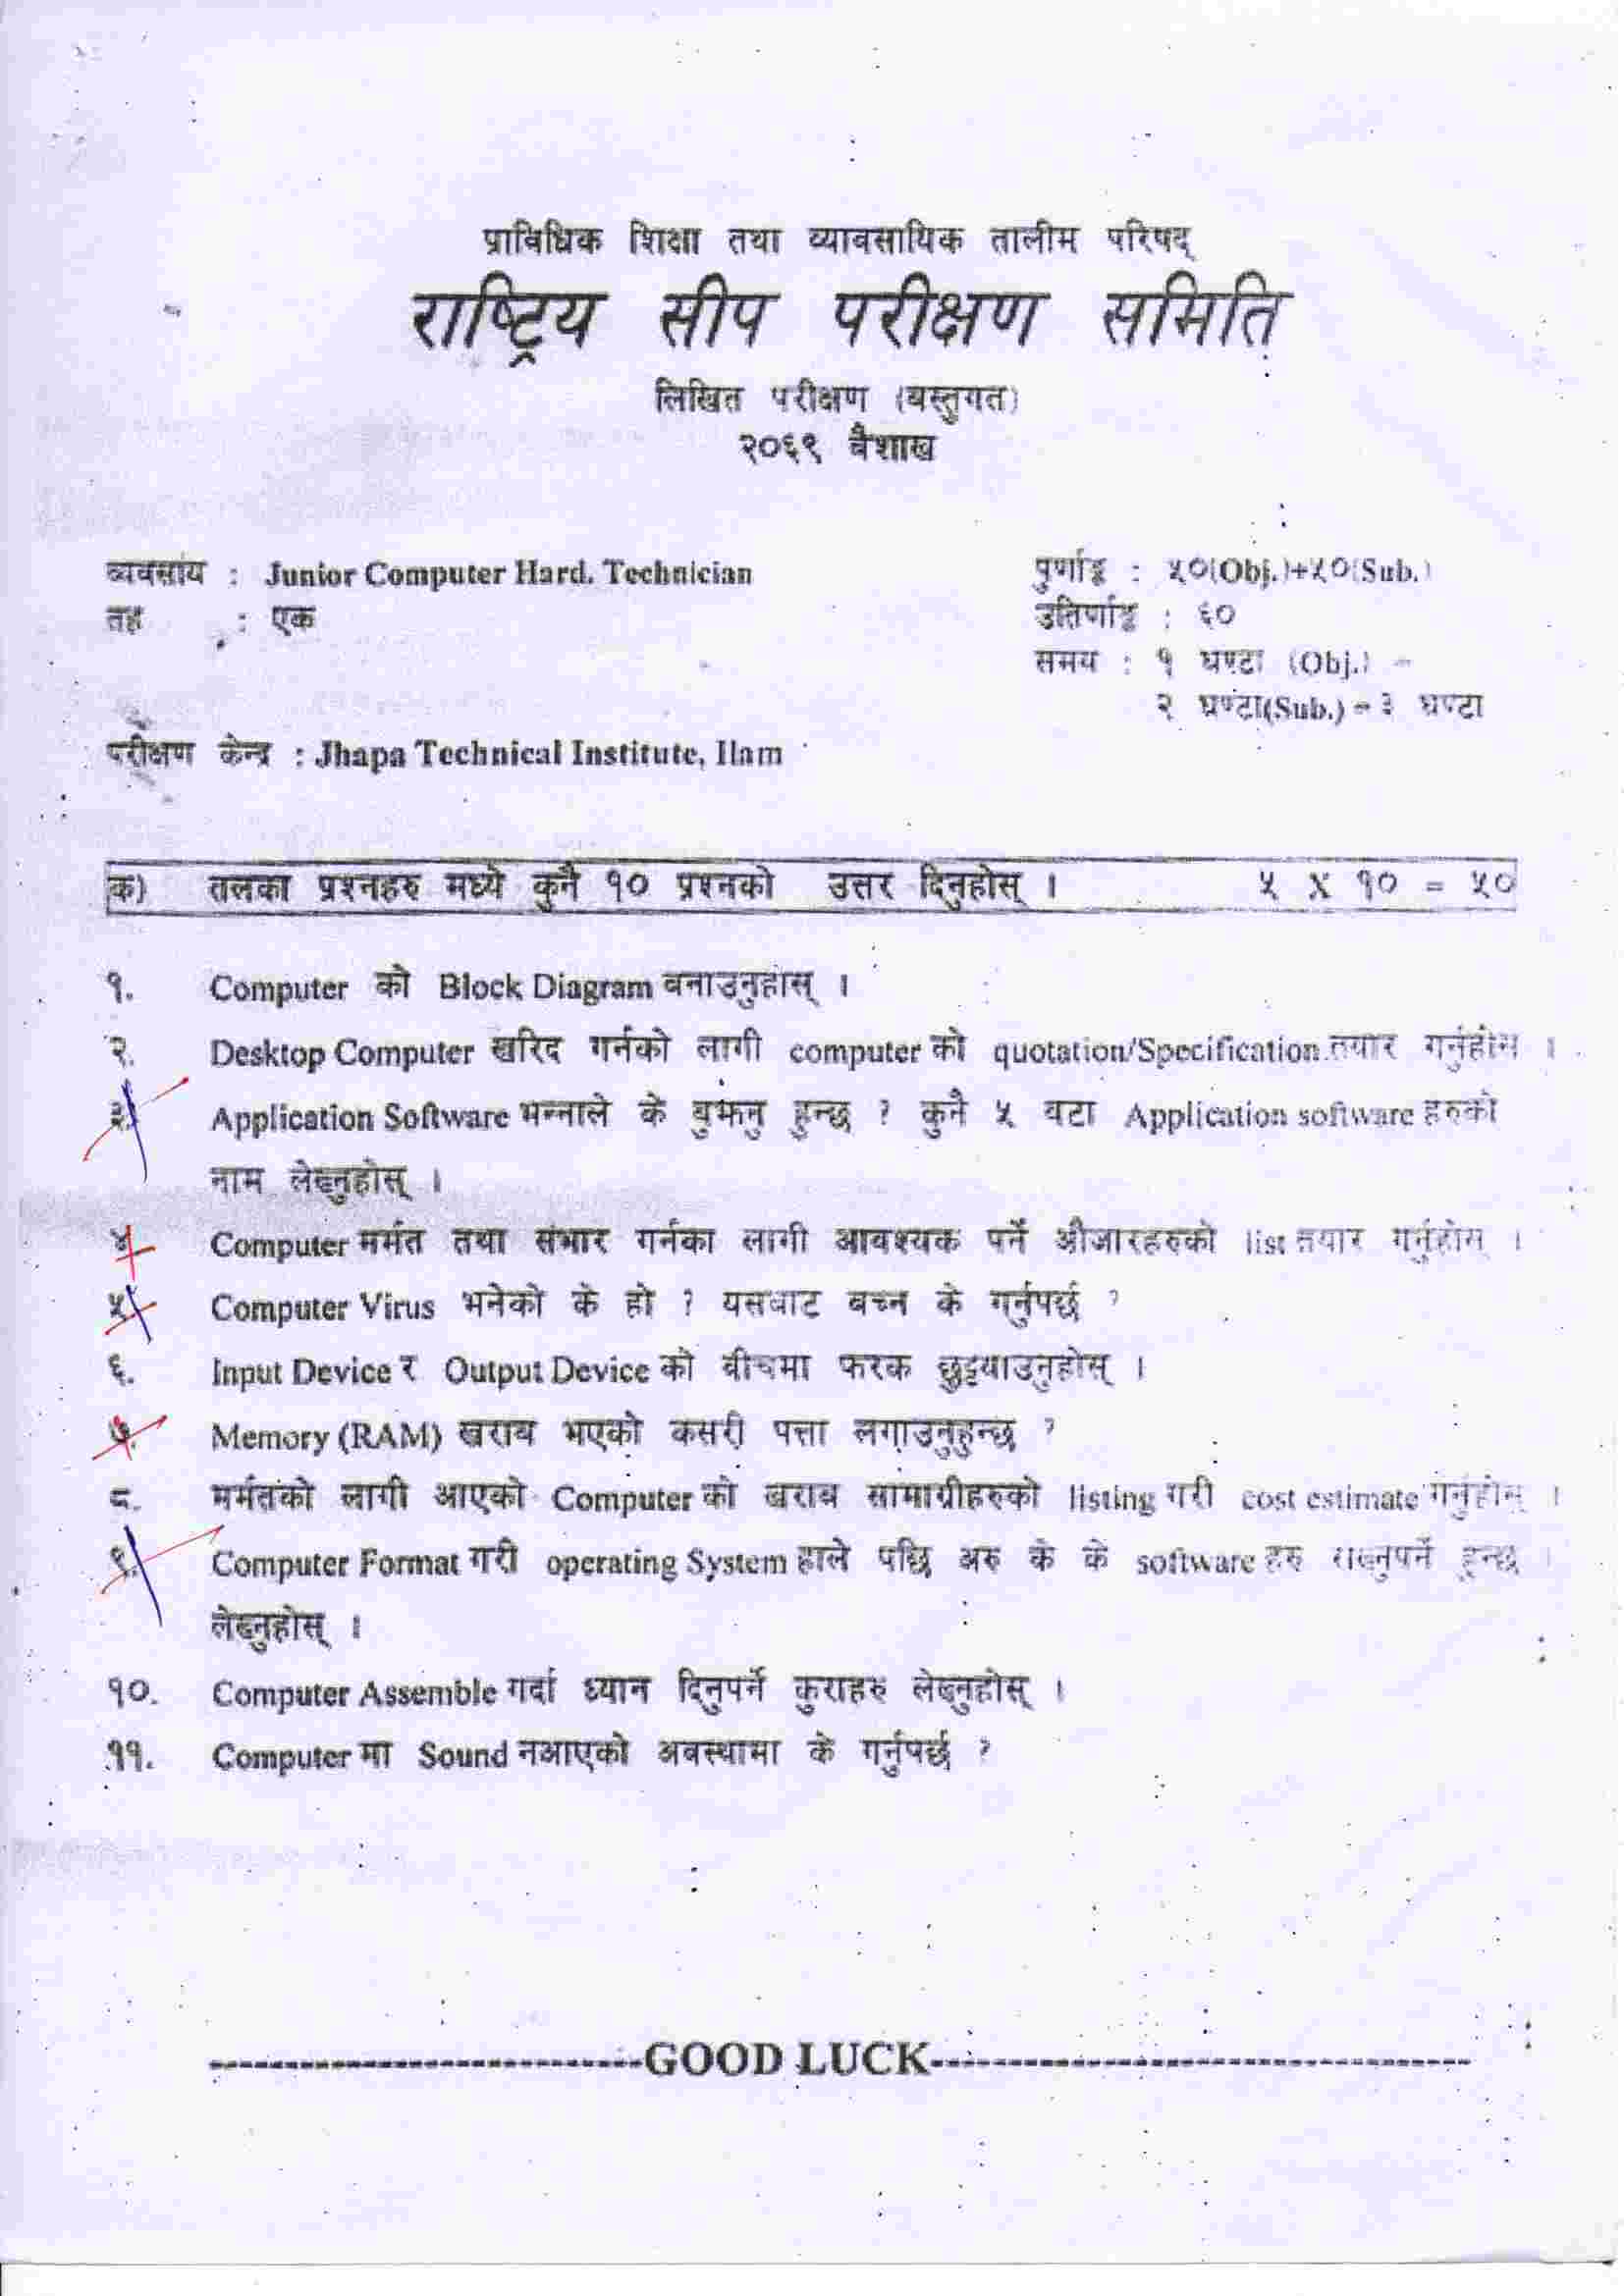 प्राविधिक शिक्षा तथा व्यावसायिक तालीम परिषद्
राष्ट्रिय सीप परीक्षण समिति
लिखित परीक्षण (वस्तुगत)
२०६९ वैशाख
व्यवसाय : Junior Computer Hard. Technician पुर्णाङ्क : ५०(Obj.)+५०(Sub.)
तह : एक उतिर्णाङ्क : ६०
समय : १ घण्टा (Obj.) -
२ घण्टा(Sub.) = ३ घण्टा
परीक्षण केन्द्र : Jhapa Technical Institute, Ilam
क) तलका प्रश्नहरु मध्ये कुनै १० प्रश्नको उत्तर दिनुहोस् । ५ X १० = ५०
१. Computer को Block Diagram बनाउनुहोस् ।
२. Desktop Computer खरिद गर्नको लागी computer को quotation/Specification तयार गर्नुहोस ।
३. Application Software भन्नाले के बुझ्नु हुन्छ ? कुनै ५ वटा Application software हरुको
नाम लेख्नुहोस् ।
४. Computer मर्मत तथा संभार गर्नका लागी आवश्यक पर्ने औजारहरुको list तयार गर्नुहोस् ।
५. Computer Virus भनेको के हो ? यसबाट बच्न के गर्नुपर्छ ?
६. Input Device र Output Device को बीचमा फरक छुट्टयाउनुहोस् ।
७. Memory (RAM) खराब भएको कसरी पत्ता लगाउनुहुन्छ ?
८. मर्मतको लागी आएको Computer को खराब सामाग्रीहरुको listing गरी cost estimate गर्नुहोस् ।
९. Computer Format गरी operating System हाले पछि अरु के के software हरु राख्नुपर्ने हुन्छ
लेख्नुहोस् ।
१०. Computer Assemble गर्दा ध्यान दिनुपर्ने कुराहरु लेख्नुहोस् ।
११. Computer मा Sound नआएको अवस्थामा के गर्नुपर्छ ?
----------------------------GOOD LUCK-----------------------------------